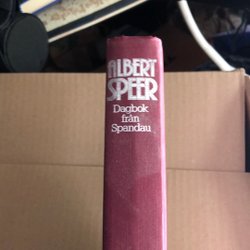 ALBERT
SPEER
Dagbok
från
Spandau